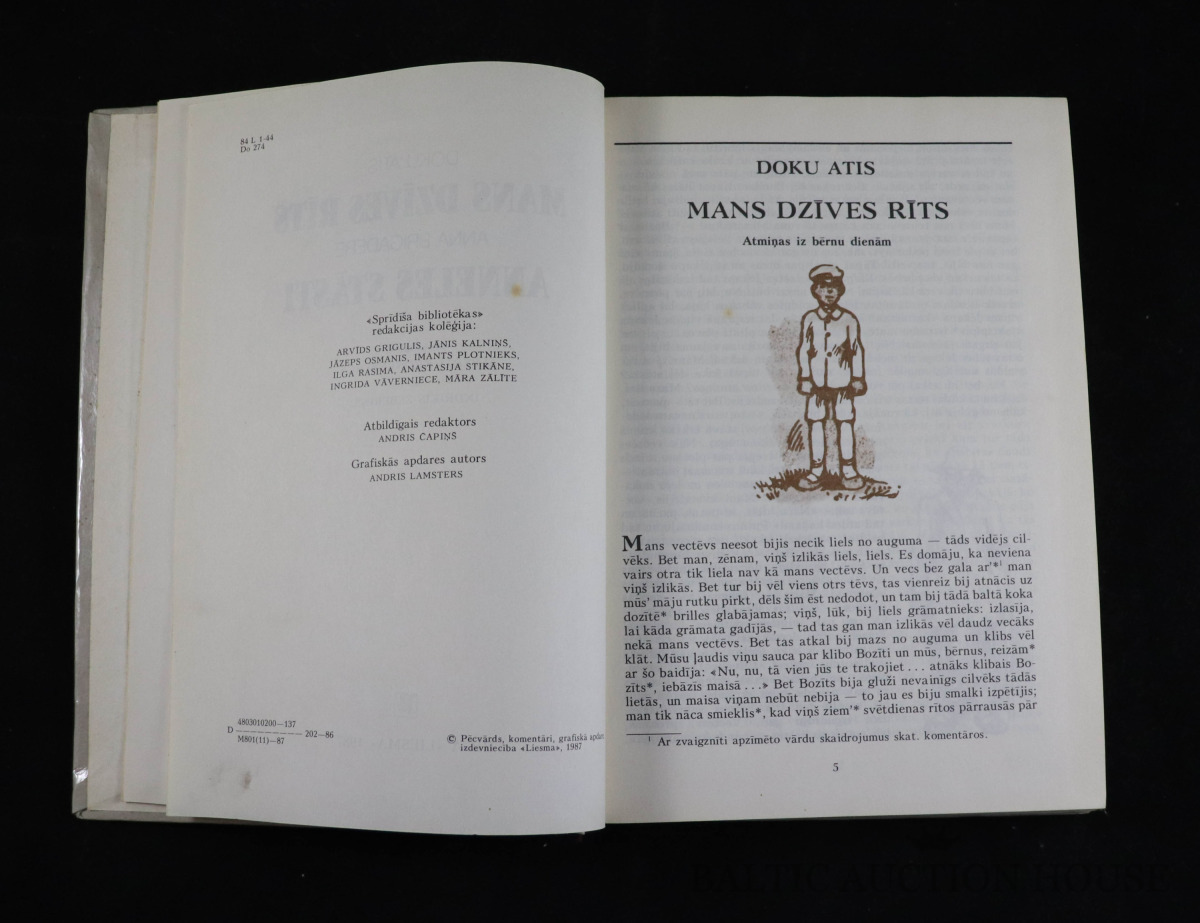 84 L 1-44
Do 274
«Sprīdīša bibliotēkas»
redakcijas kolēģija:
ARVĪDS GRIGULIS, JĀNIS KALNIŅŠ,
JĀZEPS OSMANIS, IMANTS PLOTNIEKS,
ILGA RASIMA, ANASTASIJA STIKĀNE,
INGRĪDA VĀVERNIECE, MĀRA ZĀLĪTE
Atbildīgais redaktors
ANDRIS ČAPIŅŠ
Grafiskās apdares autors
ANDRIS LAMSTERS
4803010200—137
D ————— 202—86
M801(11)—87
© Pēcvārds, komentāri, grafiskā apdare
izdevniecība «Liesma», 1987
DOKU ATIS
MANS DZĪVES RĪTS
Atmiņas iz bērnu dienām
Mans vectēvs neesot bijis necik liels no auguma — tāds vidējs cil-
vēks. Bet man, zēnam, viņš izlikās liels, liels. Es domāju, ka neviena
vairs otra tik liela nav kā mans vectēvs. Un vecs bez gala ar'*¹ man
viņš izlikās. Bet tur bij vēl viens otrs tēvs, tas vienreiz bij atnācis uz
mūs' māju rutku pirkt, dēls šim ēst nedodot, un tam bij tādā baltā koka
dozītē* brilles glabājamas; viņš, lūk, bij liels grāmatnieks: izlasīja,
lai kāda grāmata gadījās, — tad tas gan man izlikās vēl daudz vecāks
nekā mans vectēvs. Bet tas atkal bij mazs no auguma un klibs vēl
klāt. Mūsu ļaudis viņu sauca par klibo Bozīti un mūs, bērnus, reizām*
ar šo baidīja: «Nu, nu, tā vien jūs te trakojiet... atnāks klibais Bo-
zīts*, iebāzīs maisā...» Bet Bozīts bija gluži nevainīgs cilvēks tādās
lietās, un maisa viņam nebūt nebija — to jau es biju smalki izpētījis;
man tik nāca smieklis*, kad viņš ziem'* svētdienas rītos pārrausās pār
¹ Ar zvaigznīti apzīmēto vārdu skaidrojumus skat. komentāros.
5
BALTIC AUCTION HOUSE